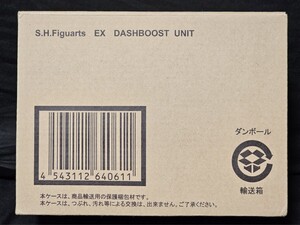 S.H.Figuarts EX DASHBOOST UNIT
ダンボール
輸送箱
4 543112 640611
本ケースは、商品輸送用の保護梱包材です。
本ケースは、つぶれ、汚れ等による交換は、出来ません。ご了承ください。